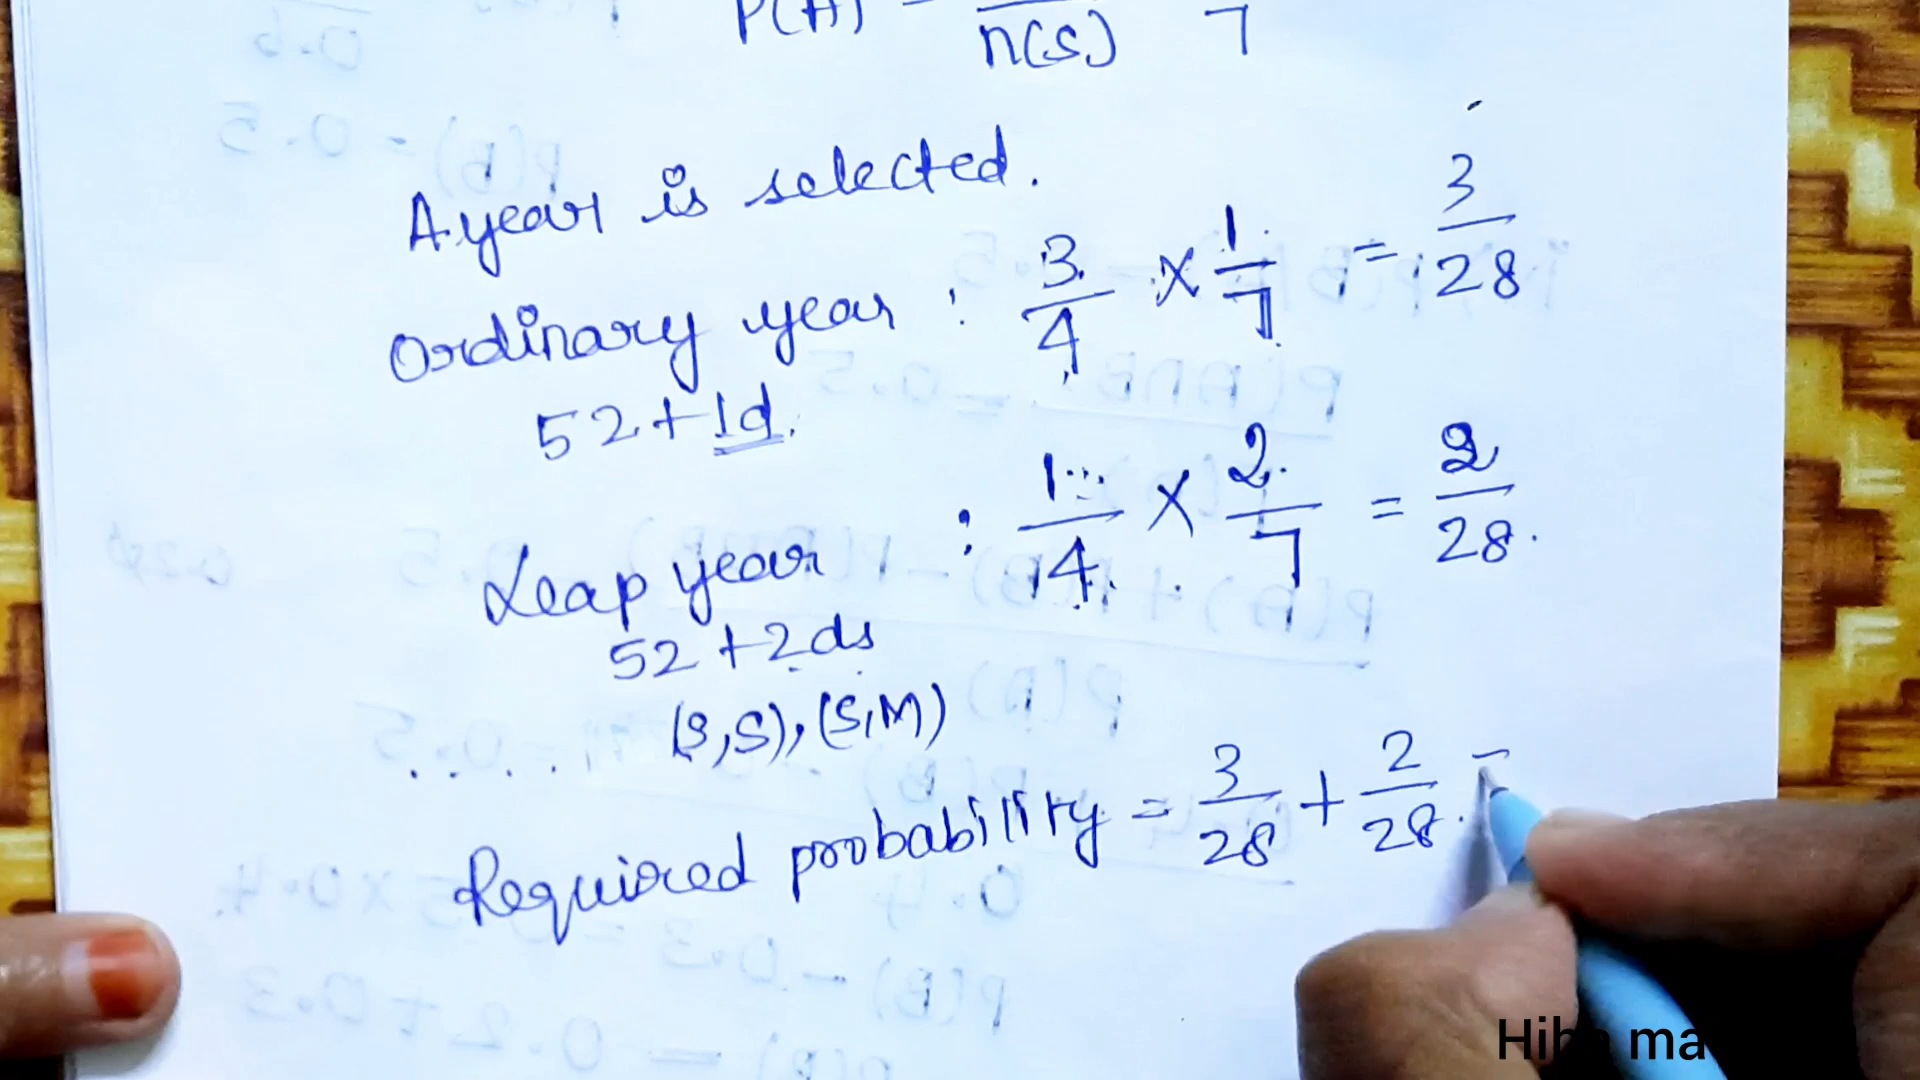 P(A) = n(S) 7
A year is selected.
Ordinary year : 3/4 × 1/7 = 3/28
52 + 1d.
Leap year : 1/4 × 2/7 = 2/28.
52 + 2ds
(S,S), (S,M)
Required probability = 3/28 + 2/28. =
Hiba ma